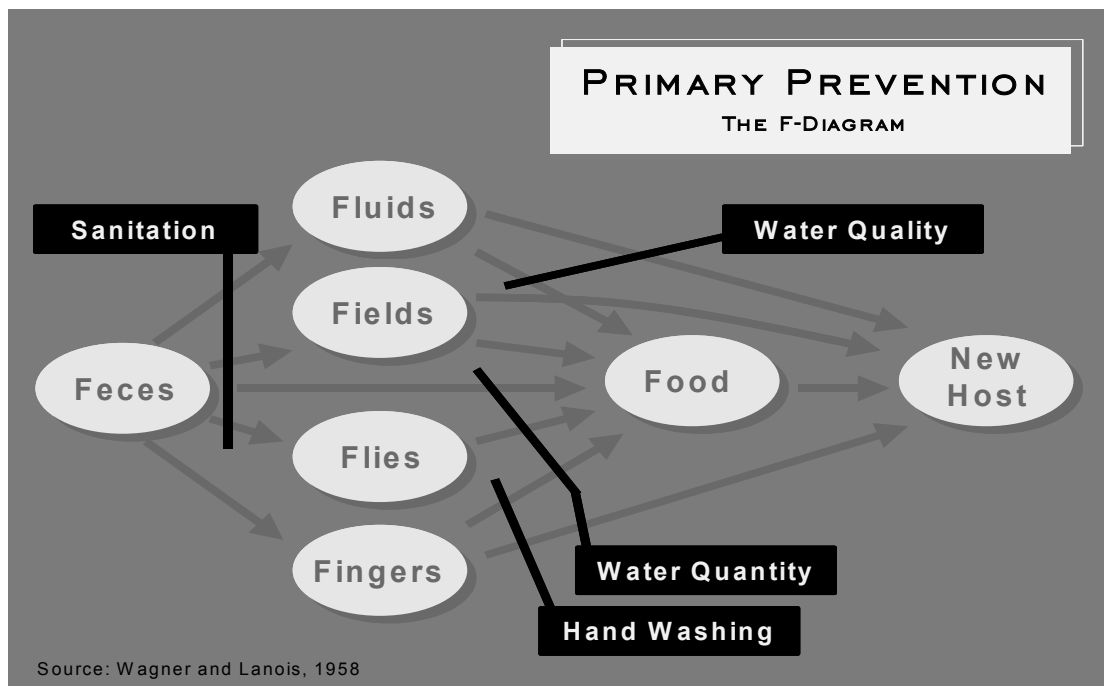 PRIMARY PREVENTION
THE F-DIAGRAM
Fluids
Sanitation
Water Quality
Fields
Feces
Food
New
Host
Flies
Fingers
Water Quantity
Hand Washing
Source: Wagner and Lanois, 1958